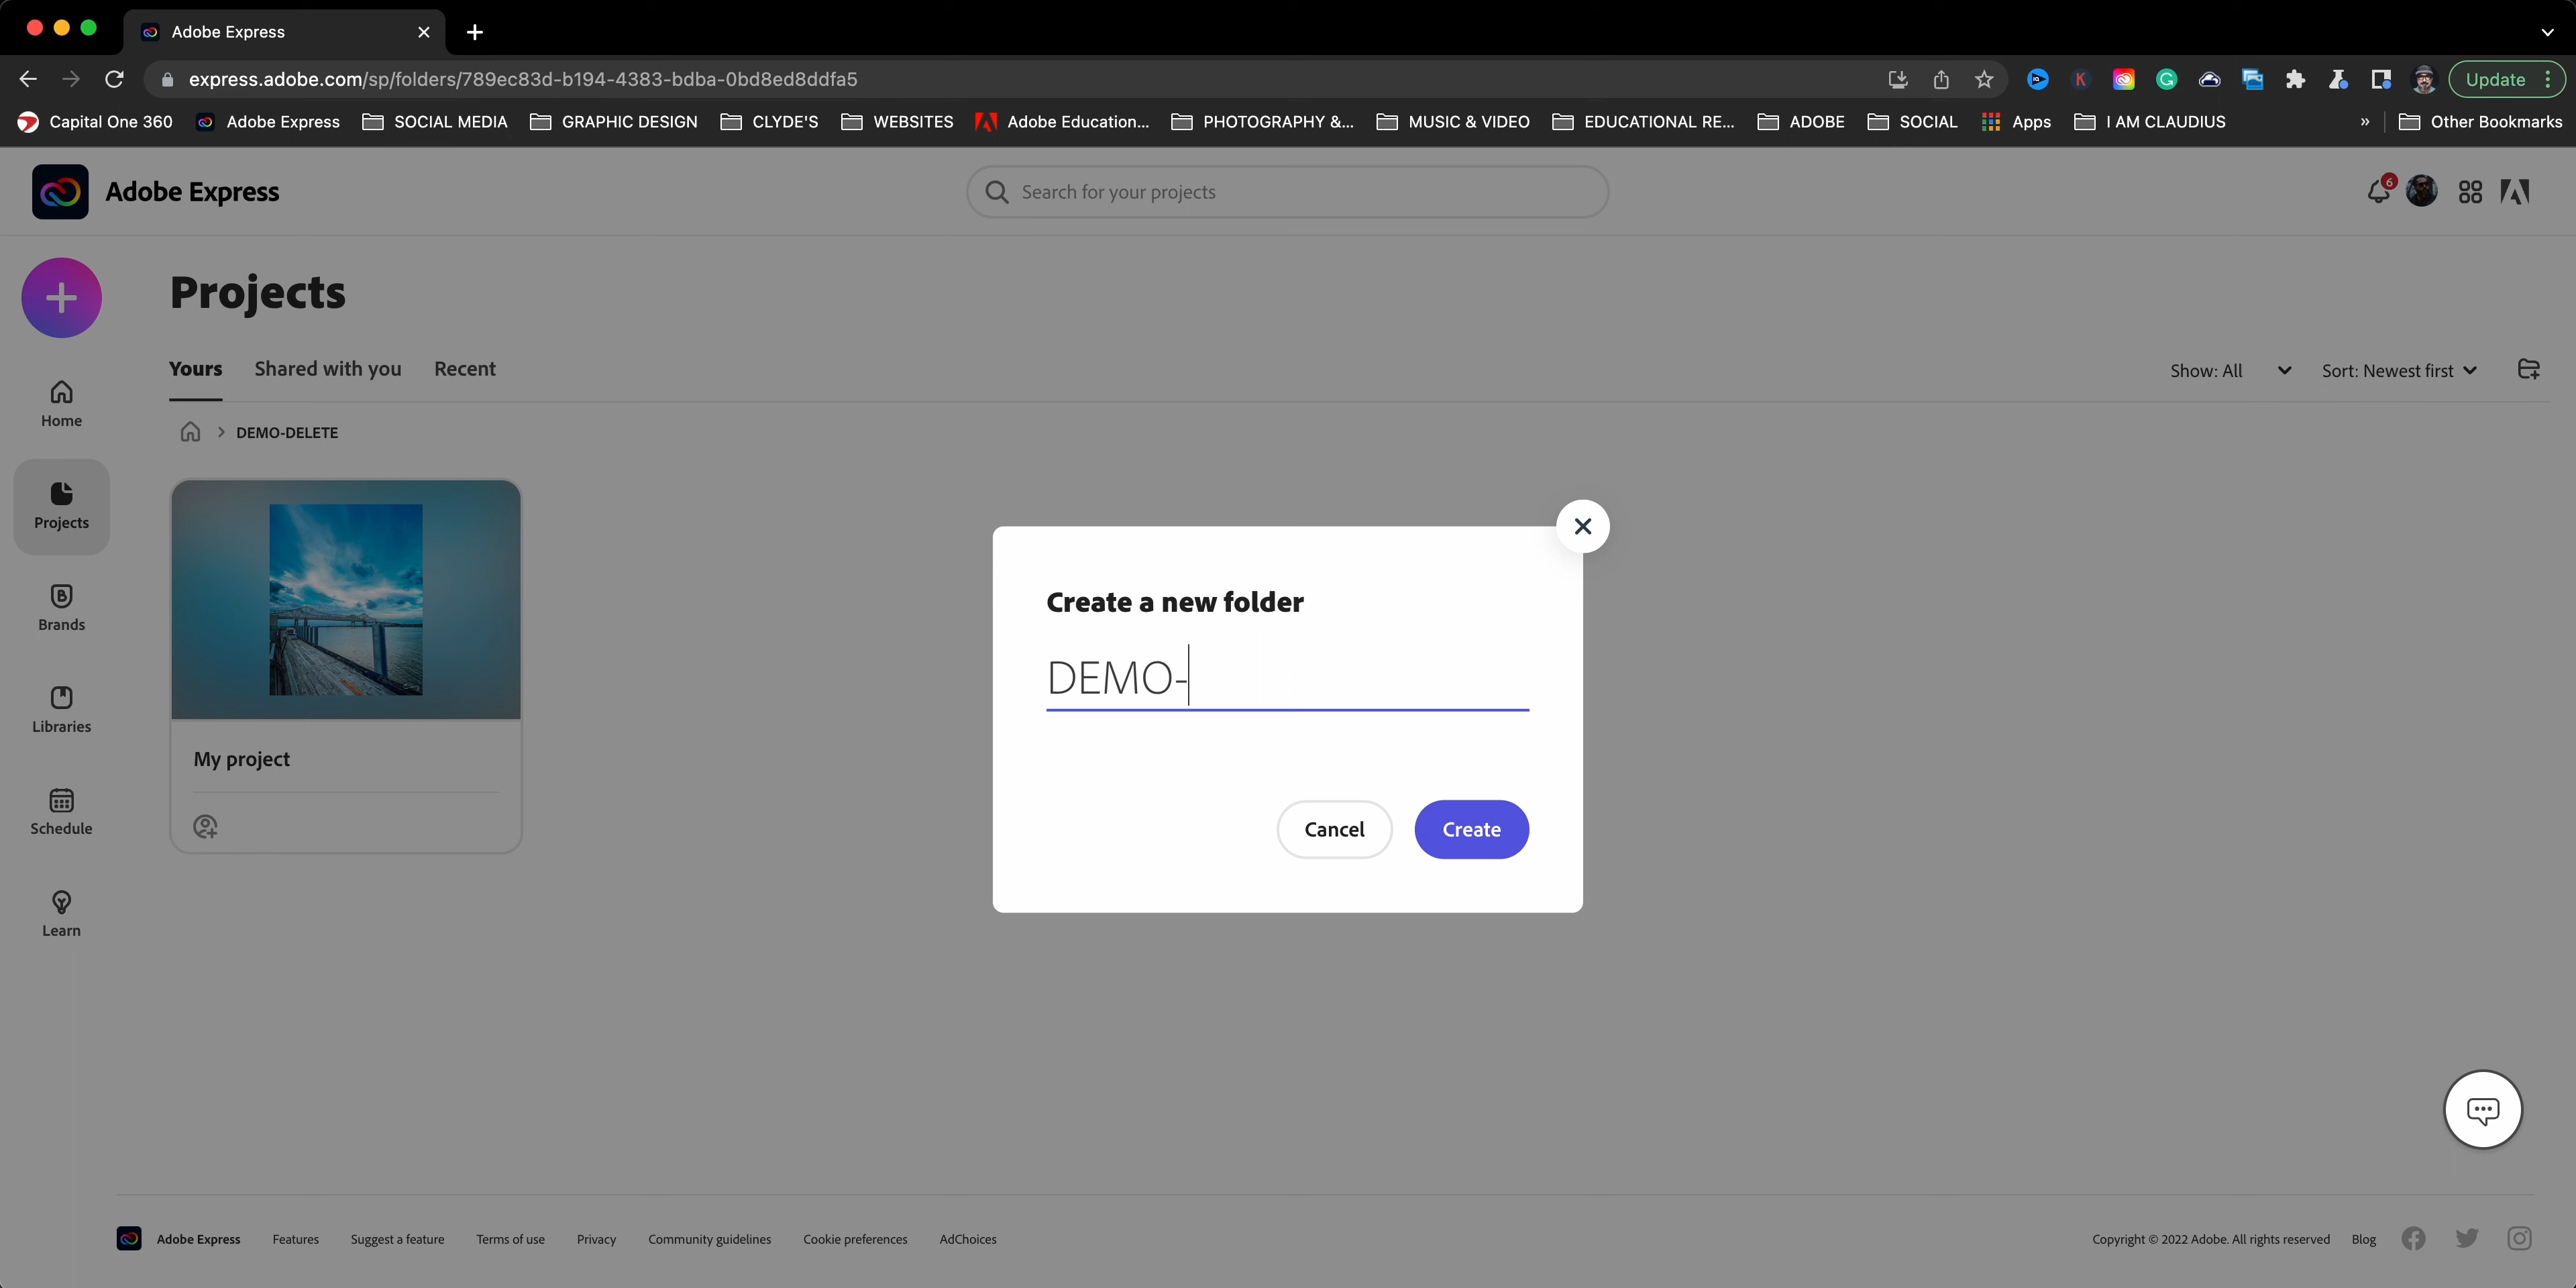 Adobe Express
express.adobe.com/sp/folders/789ec83d-b194-4383-bdba-0bd8ed8ddfa5
Update
Capital One 360 Adobe Express SOCIAL MEDIA GRAPHIC DESIGN CLYDE'S WEBSITES Adobe Education... PHOTOGRAPHY &... MUSIC & VIDEO EDUCATIONAL RE... ADOBE SOCIAL Apps I AM CLAUDIUS » Other Bookmarks
Adobe Express
Search for your projects
6
Projects
Yours Shared with you Recent
Show: All Sort: Newest first
DEMO-DELETE
Home
Projects
Brands
Libraries
Schedule
Learn
My project
Create a new folder
DEMO-
Cancel Create
Adobe Express Features Suggest a feature Terms of use Privacy Community guidelines Cookie preferences AdChoices
Copyright © 2022 Adobe. All rights reserved Blog